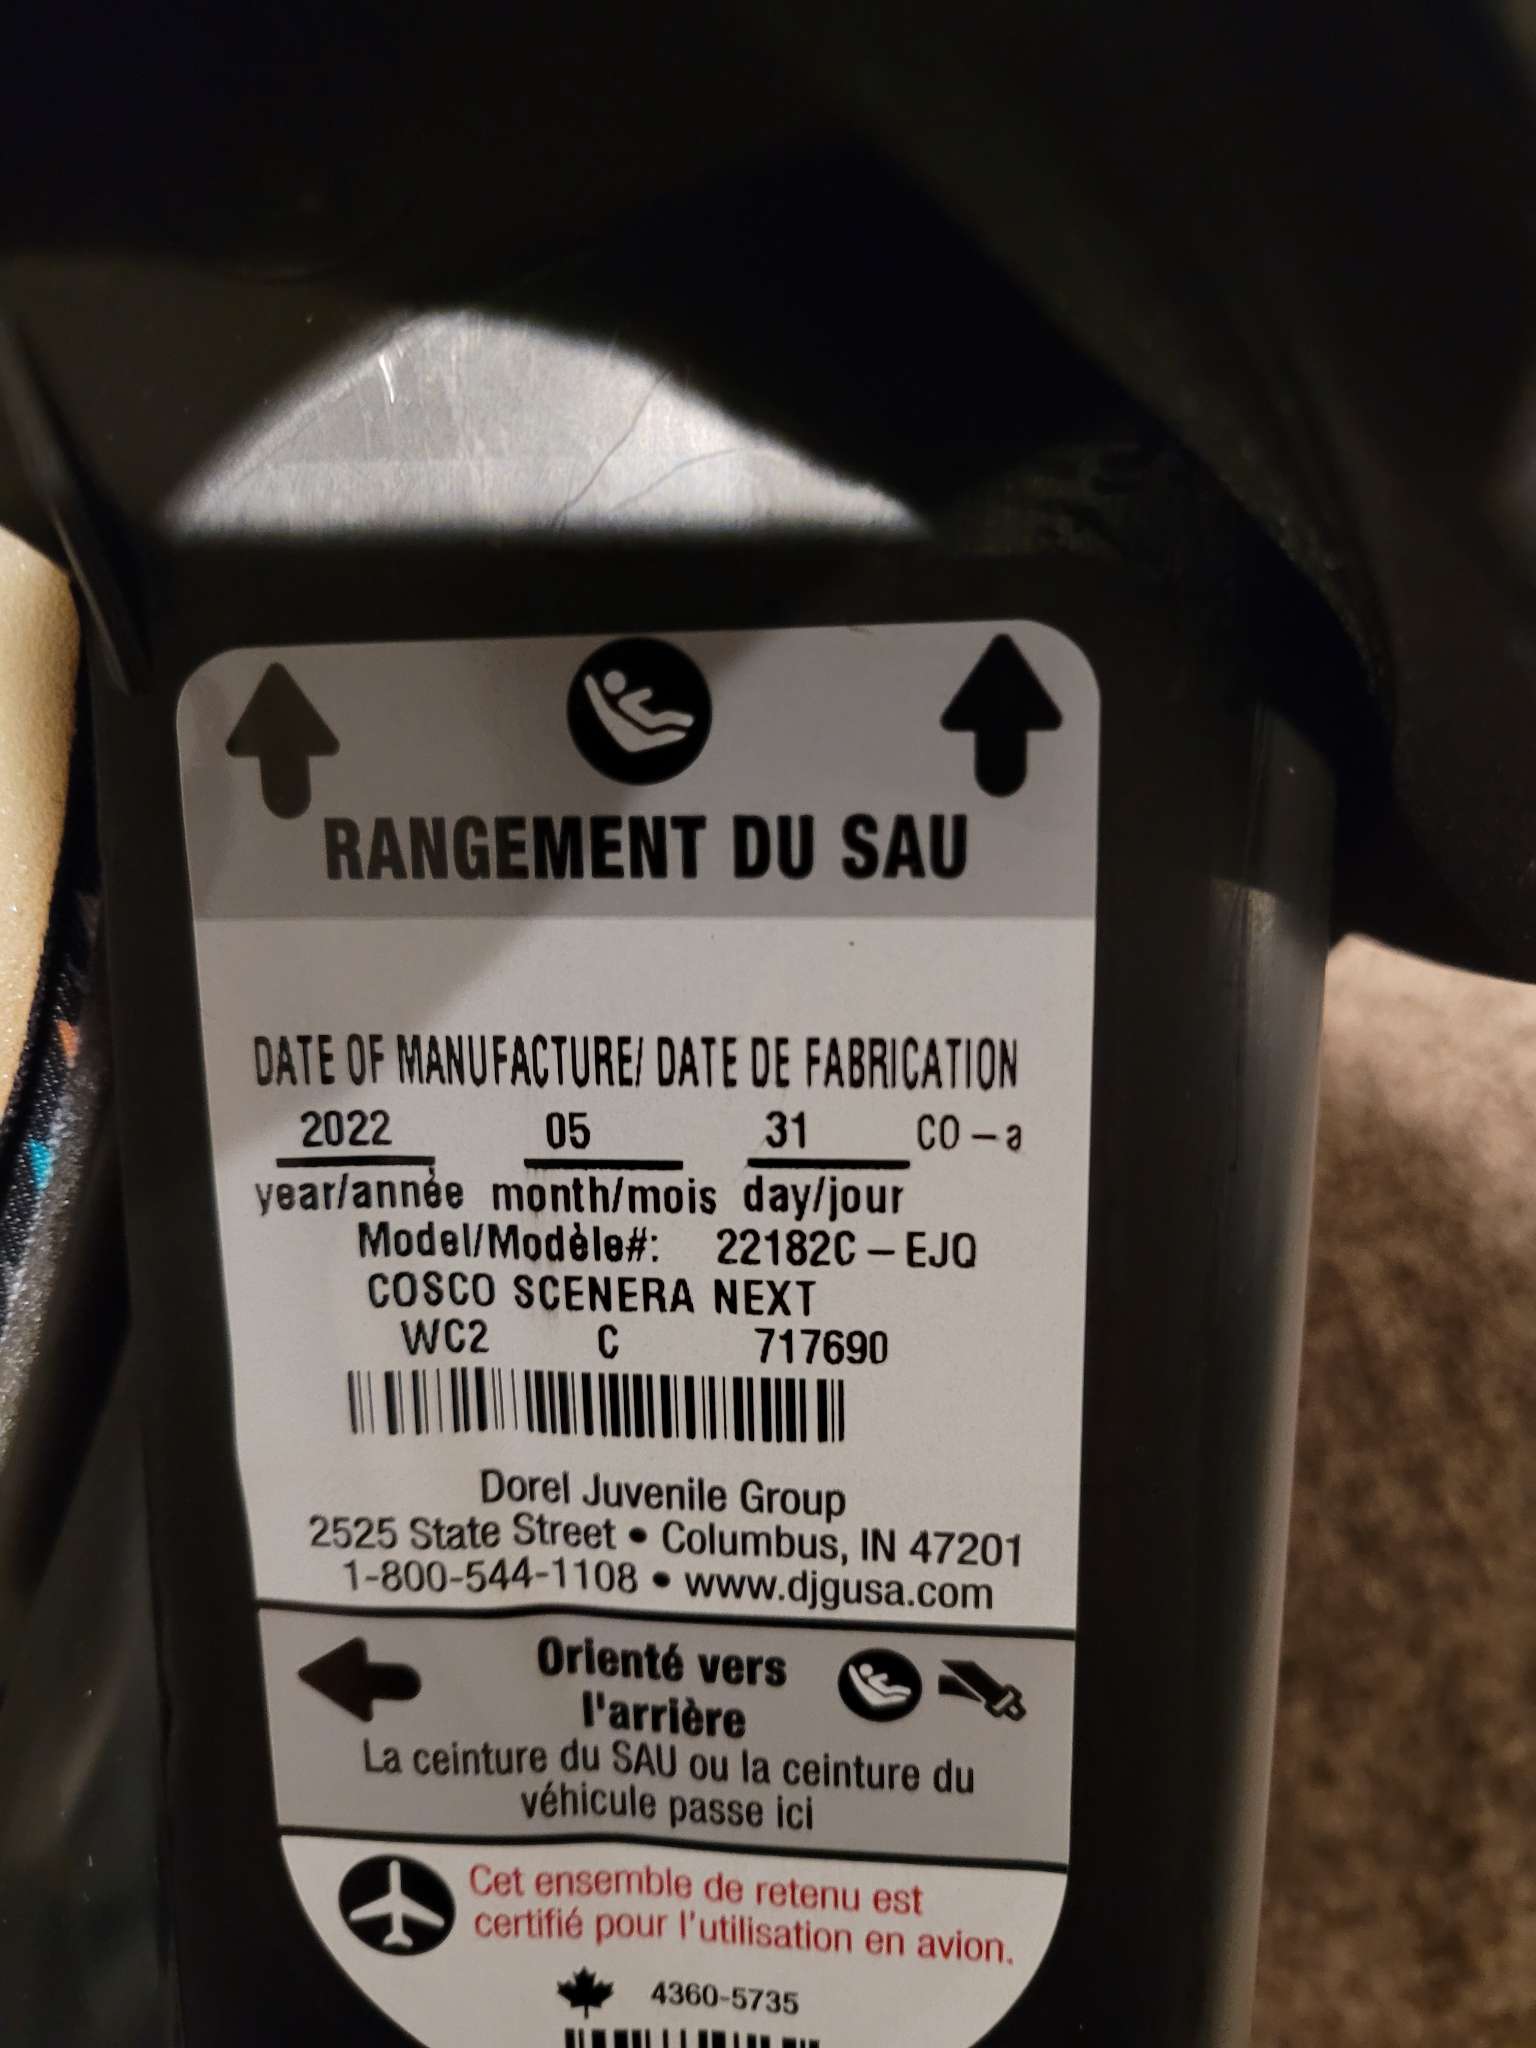 RANGEMENT DU SAU
DATE OF MANUFACTURE/ DATE DE FABRICATION
2022 05 31 CO – a
year/année month/mois day/jour
Model/Modèle#: 22182C – EJQ
COSCO SCENERA NEXT
WC2 C 717690
Dorel Juvenile Group
2525 State Street • Columbus, IN 47201
1-800-544-1108 • www.djgusa.com
Orienté vers
l'arrière
La ceinture du SAU ou la ceinture du
véhicule passe ici
Cet ensemble de retenu est
certifié pour l'utilisation en avion.
4360-5735